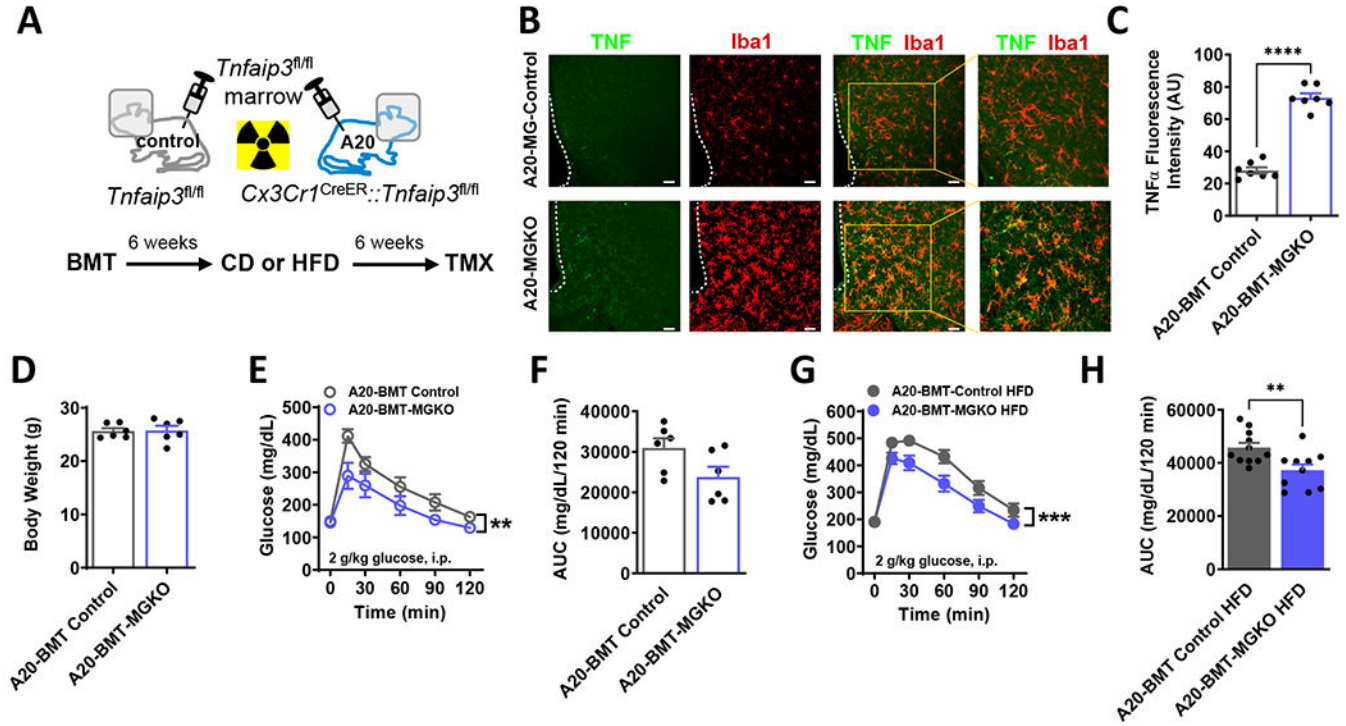 A
Tnfaip3fl/fl
marrow
control
A20
Tnfaip3fl/fl
Cx3Cr1CreER::Tnfaip3fl/fl
6 weeks
6 weeks
BMT
CD or HFD
TMX
B
TNF
Iba1
TNF Iba1
TNF Iba1
A20-MG-Control
A20-MGKO
C
****
100
80
60
40
20
0
TNFα Fluorescence
Intensity (AU)
A20-BMT Control
A20-BMT-MGKO
D
30
20
10
0
Body Weight (g)
A20-BMT Control
A20-BMT-MGKO
E
A20-BMT Control
A20-BMT-MGKO
500
400
300
200
100
0
Glucose (mg/dL)
**
2 g/kg glucose, i.p.
0 30 60 90 120
Time (min)
F
40000
30000
20000
10000
0
AUC (mg/dL/120 min)
A20-BMT Control
A20-BMT-MGKO
G
A20-BMT-Control HFD
A20-BMT-MGKO HFD
600
500
400
300
200
100
0
Glucose (mg/dL)
***
2 g/kg glucose, i.p.
0 30 60 90 120
Time (min)
H
**
60000
40000
20000
0
AUC (mg/dL/120 min)
A20-BMT Control HFD
A20-BMT-MGKO HFD